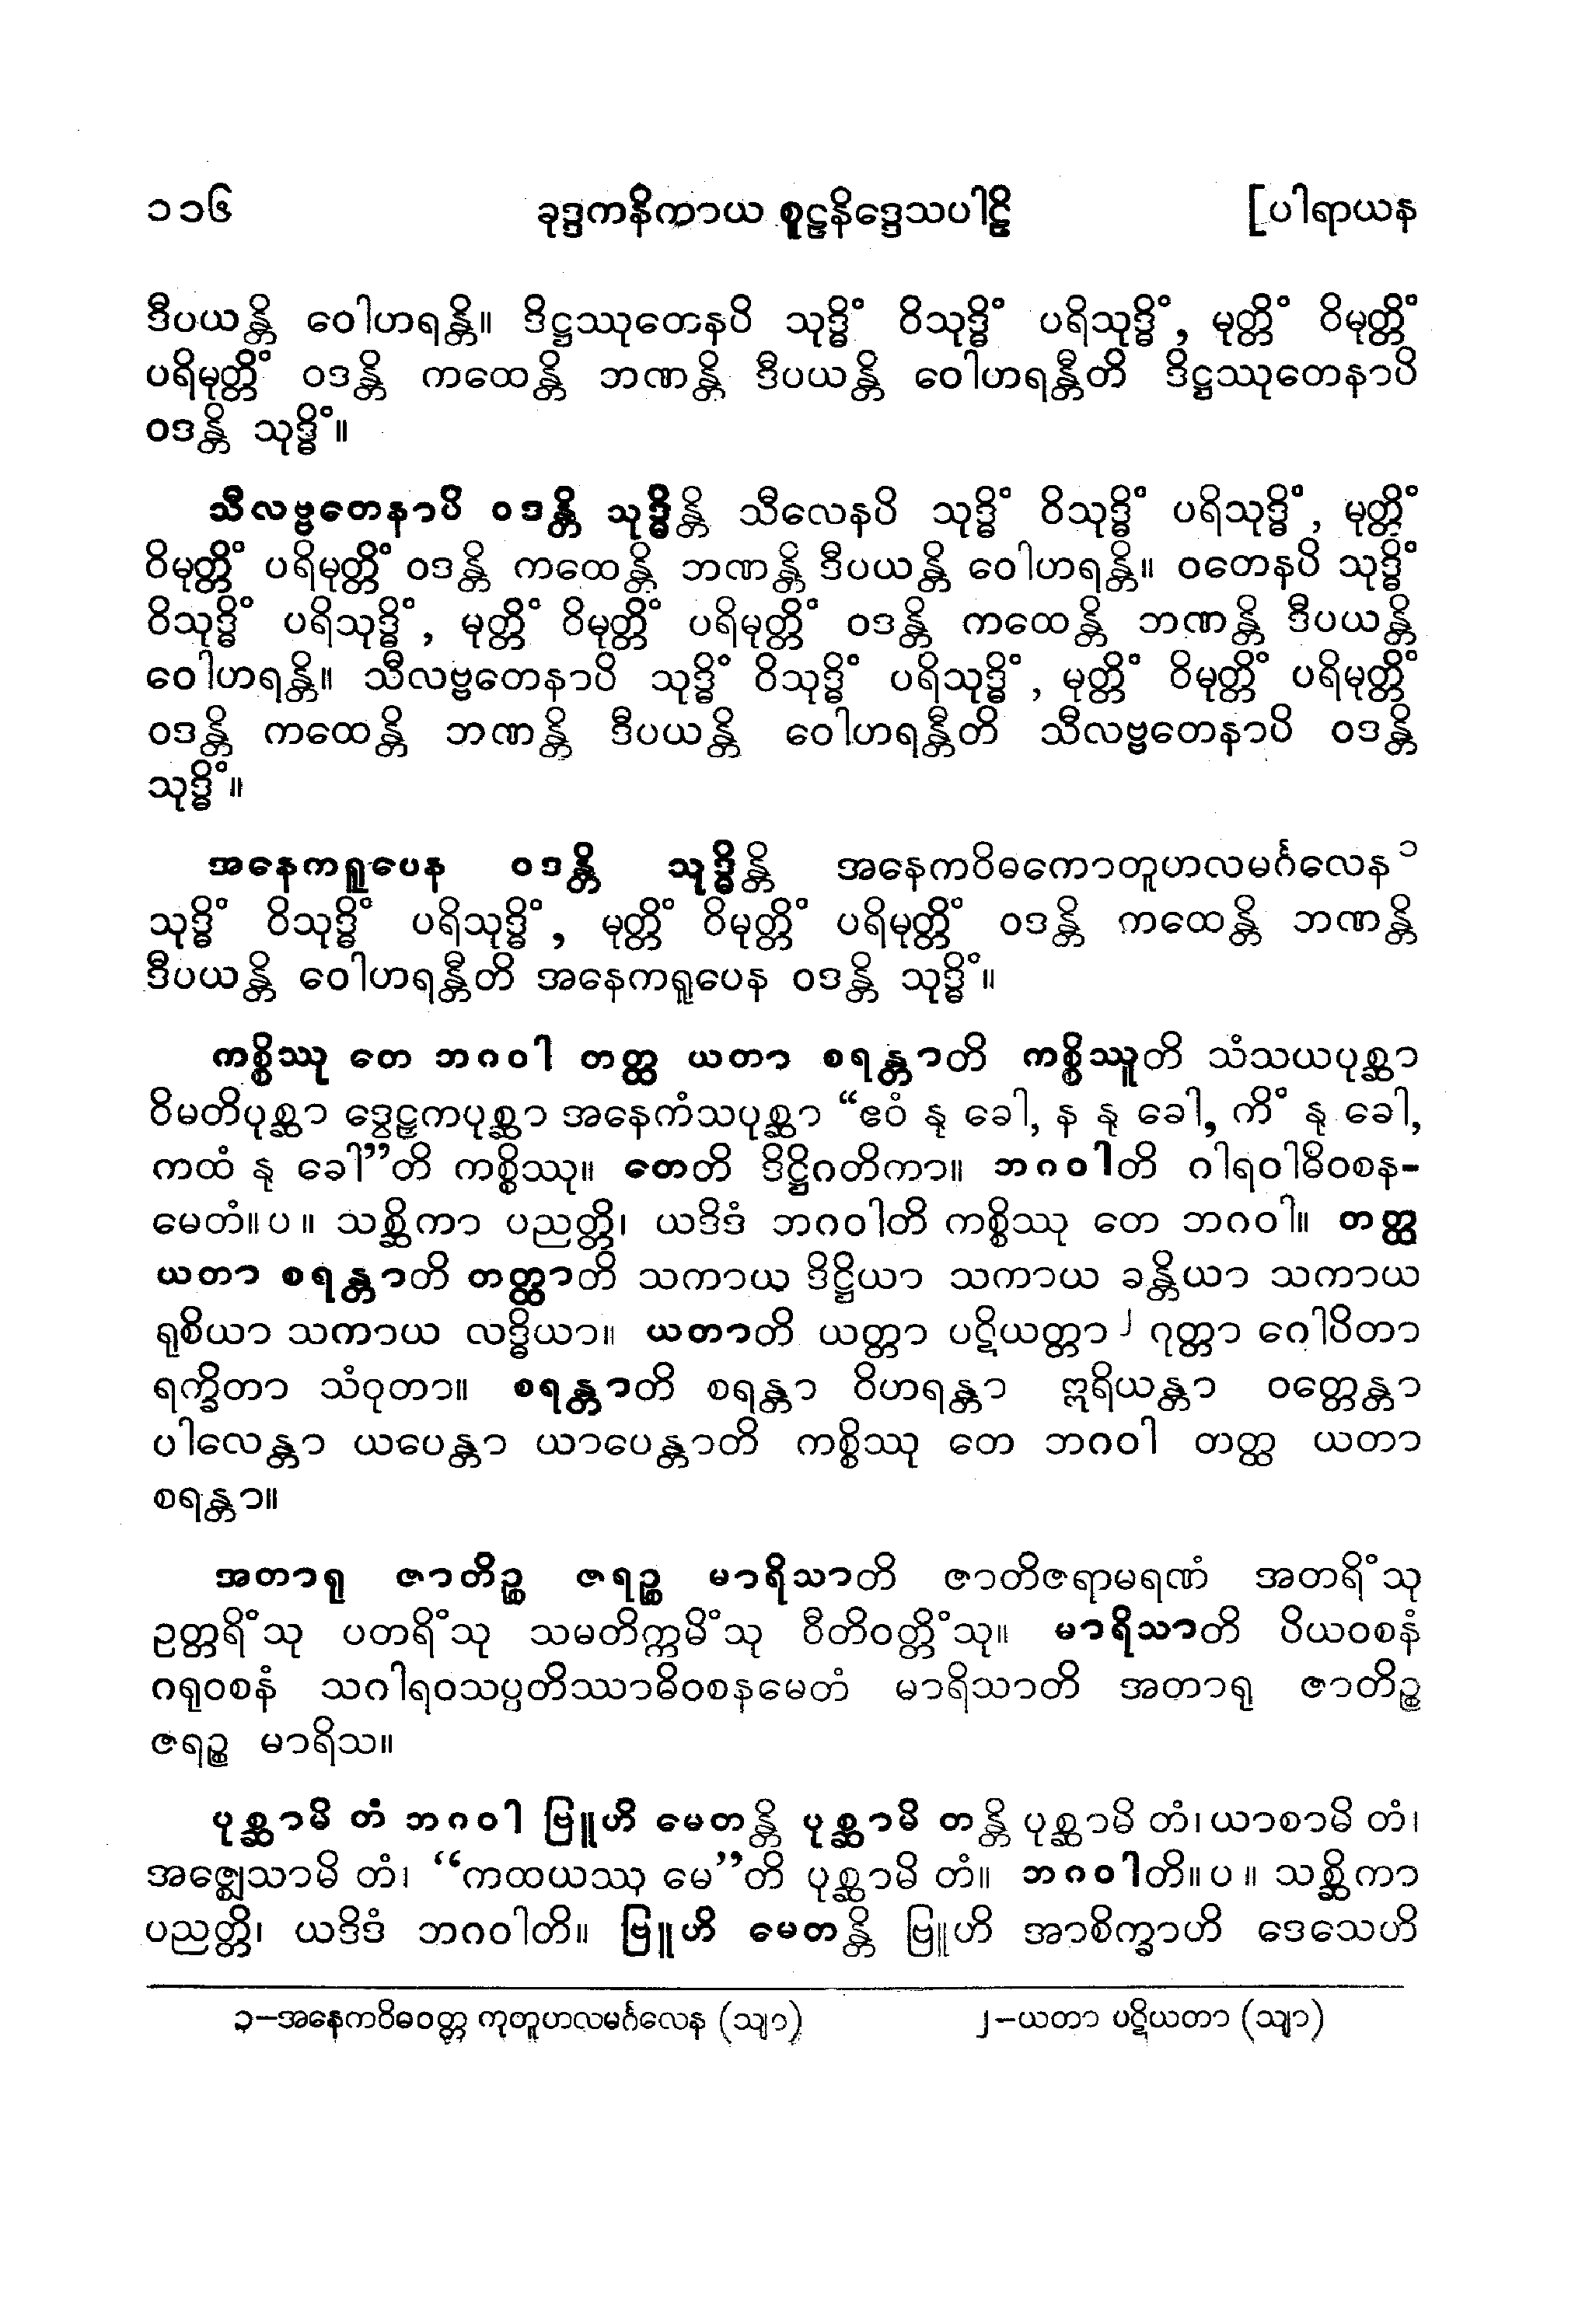 ၁၁၆ ခုဒ္ဒကနိကာယ စူဠနိဒ္ဒေသပါဠိ [ပါရာယန
ဒီပယန္တိ ဝေါဟရန္တိ။ ဒိဋ္ဌဿုတေနပိ သုဒ္ဓိံ ဝိသုဒ္ဓိံ ပရိသုဒ္ဓိံ, မုတ္တိံ ဝိမုတ္တိံ
ပရိမုတ္တိံ ဝဒန္တိ ကထေန္တိ ဘဏန္တိ ဒီပယန္တိ ဝေါဟရန္တီတိ ဒိဋ္ဌဿုတေနာပိ
ဝဒန္တိ သုဒ္ဓိံ။
သီလဗ္ဗတေနာပိ ဝဒန္တိ သုဒ္ဓိန္တိ သီလေနပိ သုဒ္ဓိံ ဝိသုဒ္ဓိံ ပရိသုဒ္ဓိံ, မုတ္တိံ
ဝိမုတ္တိံ ပရိမုတ္တိံ ဝဒန္တိ ကထေန္တိ ဘဏန္တိ ဒီပယန္တိ ဝေါဟရန္တိ။ ဝတေနပိ သုဒ္ဓိံ
ဝိသုဒ္ဓိံ ပရိသုဒ္ဓိံ, မုတ္တိံ ဝိမုတ္တိံ ပရိမုတ္တိံ ဝဒန္တိ ကထေန္တိ ဘဏန္တိ ဒီပယန္တိ
ဝေါဟရန္တိ။ သီလဗ္ဗတေနာပိ သုဒ္ဓိံ ဝိသုဒ္ဓိံ ပရိသုဒ္ဓိံ, မုတ္တိံ ဝိမုတ္တိံ ပရိမုတ္တိံ
ဝဒန္တိ ကထေန္တိ ဘဏန္တိ ဒီပယန္တိ ဝေါဟရန္တီတိ သီလဗ္ဗတေနာပိ ဝဒန္တိ
သုဒ္ဓိံ။
အနေကရူပေန ဝဒန္တိ သုဒ္ဓိန္တိ အနေကဝိဓကောတူဟလမင်္ဂလေန ၁
သုဒ္ဓိံ ဝိသုဒ္ဓိံ ပရိသုဒ္ဓိံ, မုတ္တိံ ဝိမုတ္တိံ ပရိမုတ္တိံ ဝဒန္တိ ကထေန္တိ ဘဏန္တိ
ဒီပယန္တိ ဝေါဟရန္တီတိ အနေကရူပေန ဝဒန္တိ သုဒ္ဓိံ။
ကစ္စိဿု တေ ဘဂဝါ တတ္ထ ယတာ စရန္တာတိ ကစ္စိဿူတိ သံသယပုစ္ဆာ
ဝိမတိပုစ္ဆာ ဒွေဠှကပုစ္ဆာ အနေကံသပုစ္ဆာ “ဧဝံ နု ခေါ, န နု ခေါ, ကိံ နု ခေါ,
ကထံ နု ခေါ”တိ ကစ္စိဿု။ တေတိ ဒိဋ္ဌိဂတိကာ။ ဘဂဝါတိ ဂါရဝါဓိဝစန-
မေတံ။ပ။ သစ္ဆိကာ ပညတ္တိ၊ ယဒိဒံ ဘဂဝါတိ ကစ္စိဿု တေ ဘဂဝါ။ တတ္ထ
ယတာ စရန္တာတိ တတ္ထာတိ သကာယ ဒိဋ္ဌိယာ သကာယ ခန္တိယာ သကာယ
ရုစိယာ သကာယ လဒ္ဓိယာ။ ယတာတိ ယတ္တာ ပဋိယတ္တာ ၂ ဂုတ္တာ ဂေါပိတာ
ရက္ခိတာ သံဝုတာ။ စရန္တာတိ စရန္တာ ဝိဟရန္တာ ဣရိယန္တာ ဝတ္တေန္တာ
ပါလေန္တာ ယပေန္တာ ယာပေန္တာတိ ကစ္စိဿု တေ ဘဂဝါ တတ္ထ ယတာ
စရန္တာ။
အတာရု ဇာတိဉ္စ ဇရဉ္စ မာရိသာတိ ဇာတိဇရာမရဏံ အတရိံသု
ဥတ္တရိံသု ပတရိံသု သမတိက္ကမိံသု ဝီတိဝတ္တိံသု။ မာရိသာတိ ပိယဝစနံ
ဂရုဝစနံ သဂါရဝသပ္ပတိဿာဓိဝစနမေတံ မာရိသာတိ အတာရု ဇာတိဉ္စ
ဇရဉ္စ မာရိသ။
ပုစ္ဆာမိ တံ ဘဂဝါ ဗြူဟိ မေတန္တိ ပုစ္ဆာမိ တန္တိ ပုစ္ဆာမိ တံ၊ ယာစာမိ တံ၊
အဇ္ဈေသာမိ တံ၊ “ကထယဿု မေ”တိ ပုစ္ဆာမိ တံ။ ဘဂဝါတိ။ပ။ သစ္ဆိကာ
ပညတ္တိ၊ ယဒိဒံ ဘဂဝါတိ။ ဗြူဟိ မေတန္တိ ဗြူဟိ အာစိက္ခာဟိ ဒေသေဟိ
၁–အနေကဝိဓဝတ္တ ကုတူဟလမင်္ဂလေန (သျာ) ၂–ယတာ ပဋိယတာ (သျာ)